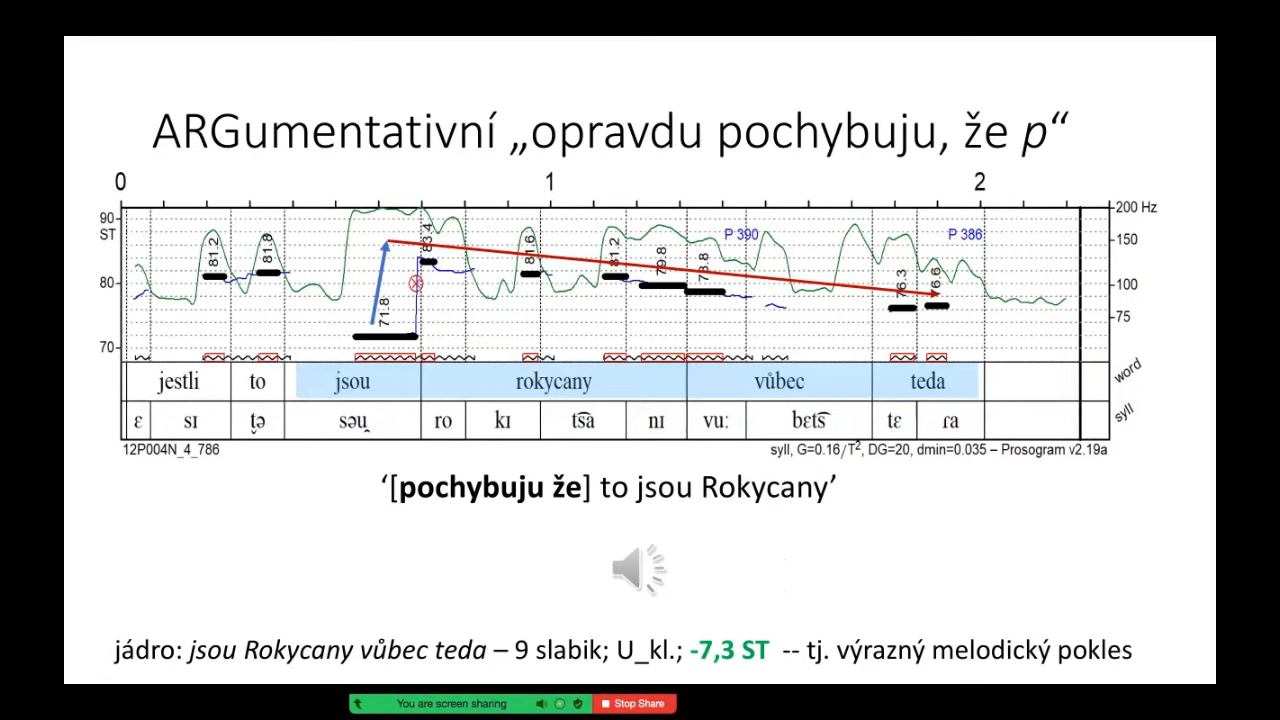 ARGumentativní „opravdu pochybuju, že p“
0 1 2
90 200 Hz
ST 150
80 100
70 75
81.2 81.8 71.8 83.4 81.6 81.2 79.8 78.8 76.3 76.6
P 390 P 386
jestli to jsou rokycany vůbec teda word
ɛ sɪ t̬ə səu̯ ro kɪ t͡sa nɪ vuː bɛt͡s tɛ ɾa syll
12P004N_4_786 syll, G=0.16/T2, DG=20, dmin=0.035 – Prosogram v2.19a
‘[pochybuju že] to jsou Rokycany’
jádro: jsou Rokycany vůbec teda – 9 slabik; U_kl.; -7,3 ST -- tj. výrazný melodický pokles
You are screen sharing Stop Share